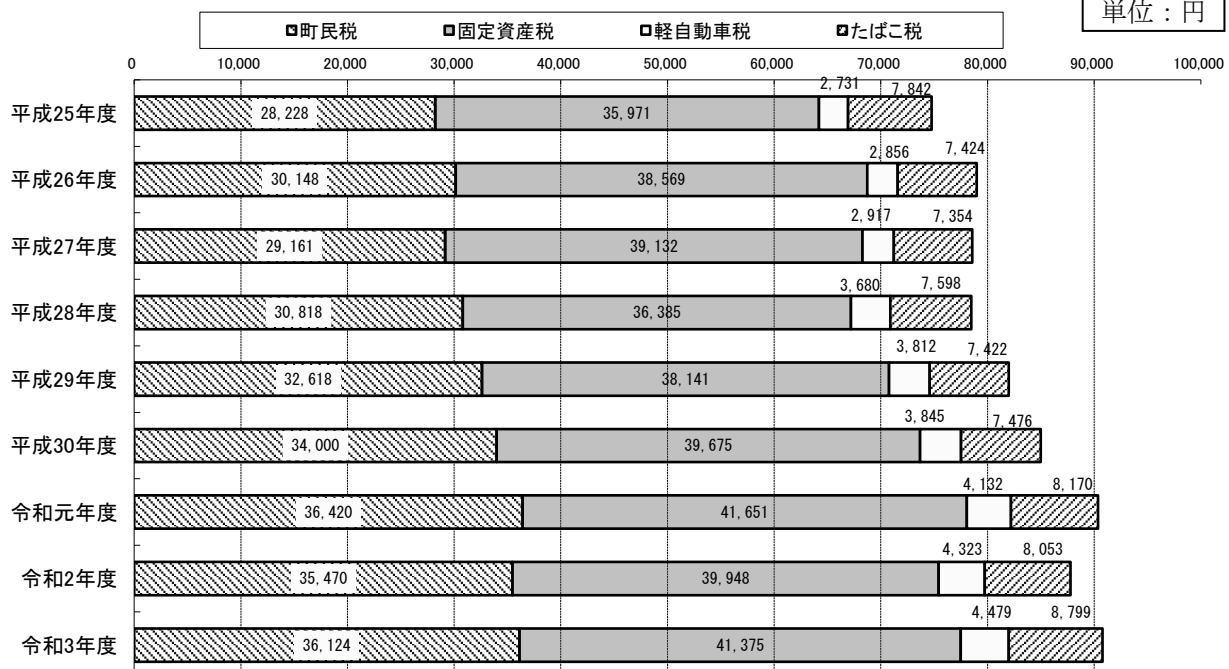 単位：円
町民税 固定資産税 軽自動車税 たばこ税
0 10,000 20,000 30,000 40,000 50,000 60,000 70,000 80,000 90,000 100,000
平成25年度 28,228 35,971 2,731 7,842
平成26年度 30,148 38,569 2,856 7,424
平成27年度 29,161 39,132 2,917 7,354
平成28年度 30,818 36,385 3,680 7,598
平成29年度 32,618 38,141 3,812 7,422
平成30年度 34,000 39,675 3,845 7,476
令和元年度 36,420 41,651 4,132 8,170
令和2年度 35,470 39,948 4,323 8,053
令和3年度 36,124 41,375 4,479 8,799